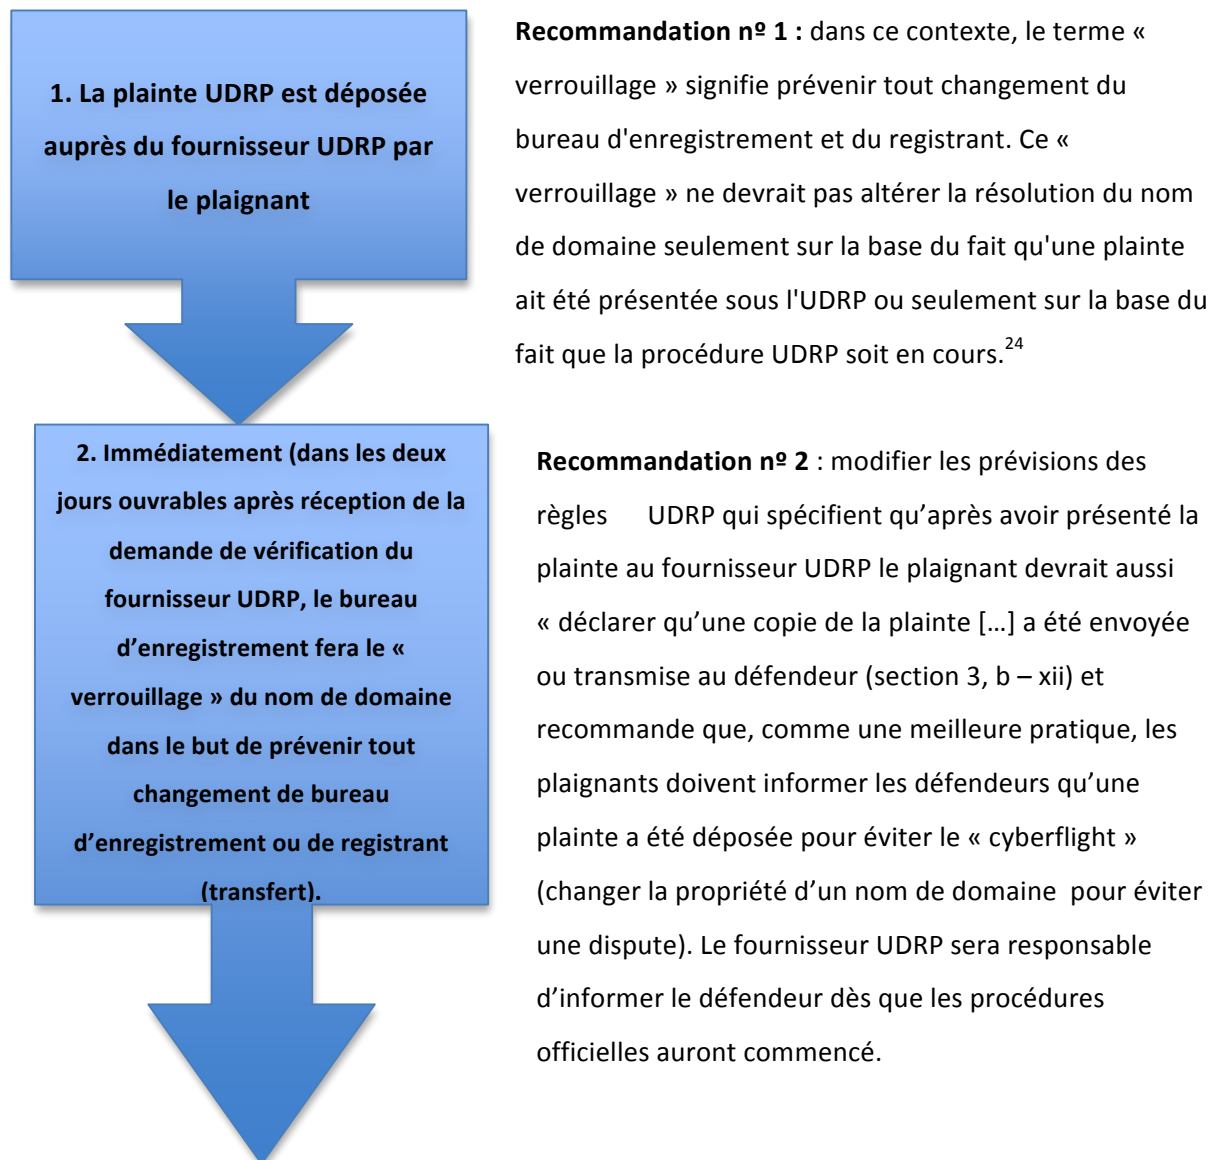 1. La plainte UDRP est déposée
auprès du fournisseur UDRP par
le plaignant
Recommandation nº 1 : dans ce contexte, le terme «
verrouillage » signifie prévenir tout changement du
bureau d'enregistrement et du registrant. Ce «
verrouillage » ne devrait pas altérer la résolution du nom
de domaine seulement sur la base du fait qu'une plainte
ait été présentée sous l'UDRP ou seulement sur la base du
fait que la procédure UDRP soit en cours.24
2. Immédiatement (dans les deux
jours ouvrables après réception de la
demande de vérification du
fournisseur UDRP, le bureau
d’enregistrement fera le «
verrouillage » du nom de domaine
dans le but de prévenir tout
changement de bureau
d’enregistrement ou de registrant
(transfert).
Recommandation nº 2 : modifier les prévisions des
règles UDRP qui spécifient qu’après avoir présenté la
plainte au fournisseur UDRP le plaignant devrait aussi
« déclarer qu’une copie de la plainte […] a été envoyée
ou transmise au défendeur (section 3, b – xii) et
recommande que, comme une meilleure pratique, les
plaignants doivent informer les défendeurs qu’une
plainte a été déposée pour éviter le « cyberflight »
(changer la propriété d’un nom de domaine pour éviter
une dispute). Le fournisseur UDRP sera responsable
d’informer le défendeur dès que les procédures
officielles auront commencé.